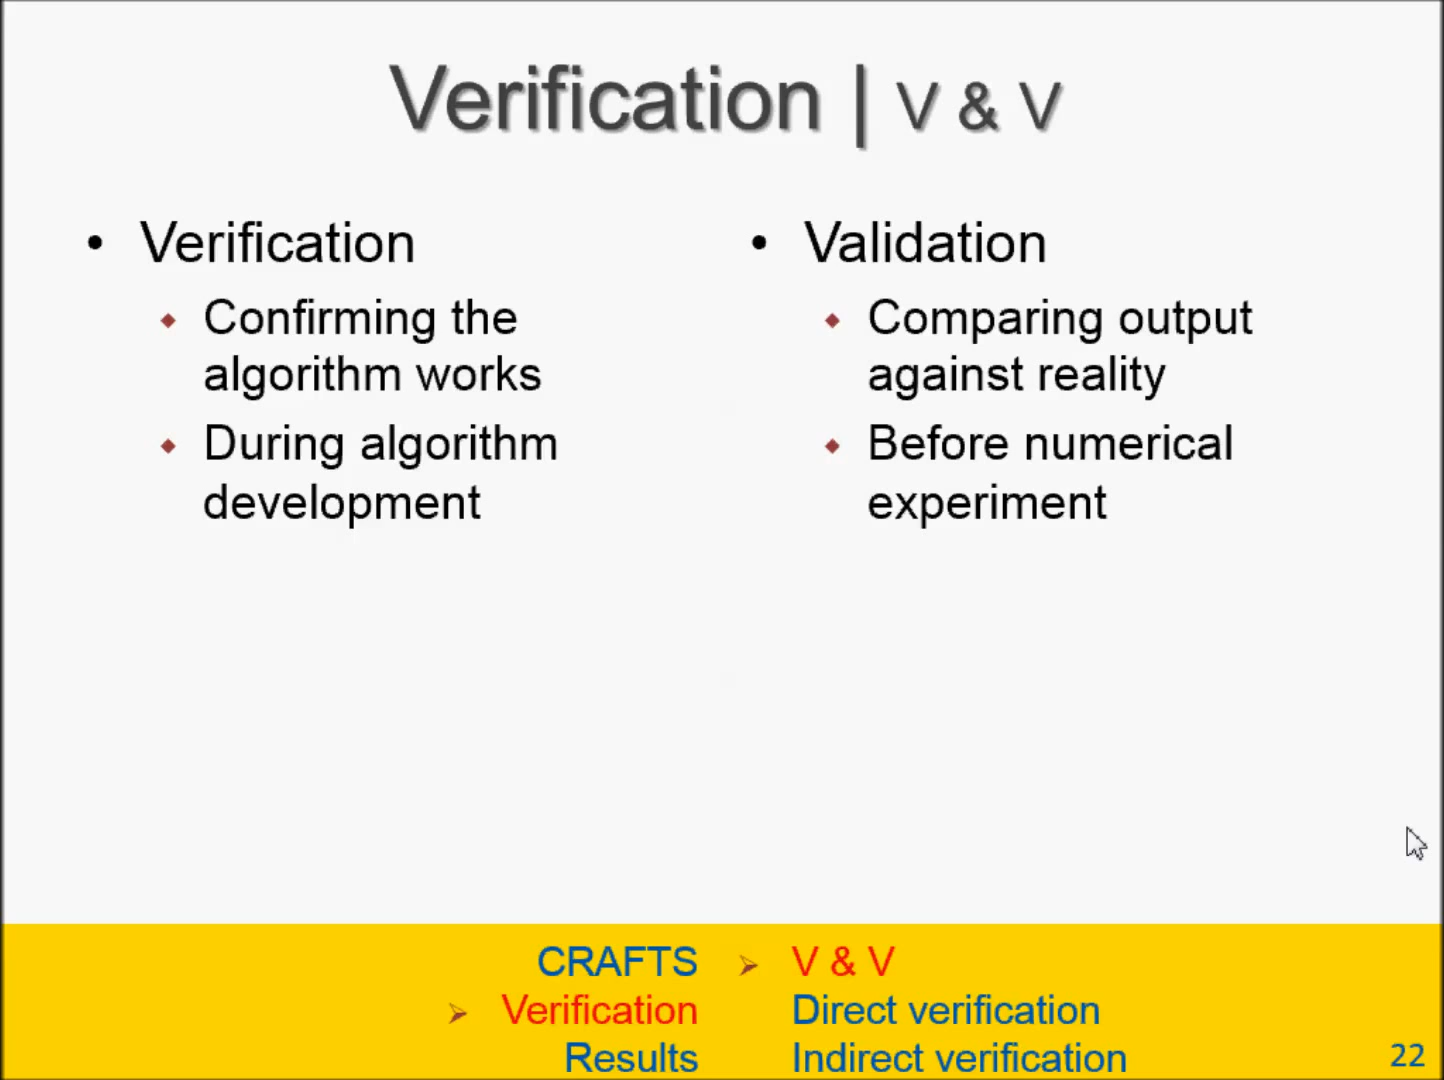 Verification | V & V
• Verification
Confirming the
algorithm works
During algorithm
development
• Validation
Comparing output
against reality
Before numerical
experiment
CRAFTS
Verification
Results
V & V
Direct verification
Indirect verification
22